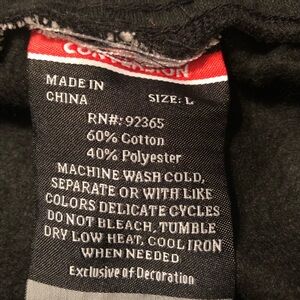 CONVERSION
MADE IN
CHINA
SIZE: L
RN#: 92365
60% Cotton
40% Polyester
MACHINE WASH COLD,
SEPARATE OR WITH LIKE
COLORS DELICATE CYCLES
DO NOT BLEACH, TUMBLE
DRY LOW HEAT, COOL IRON
WHEN NEEDED
Exclusive of Decoration